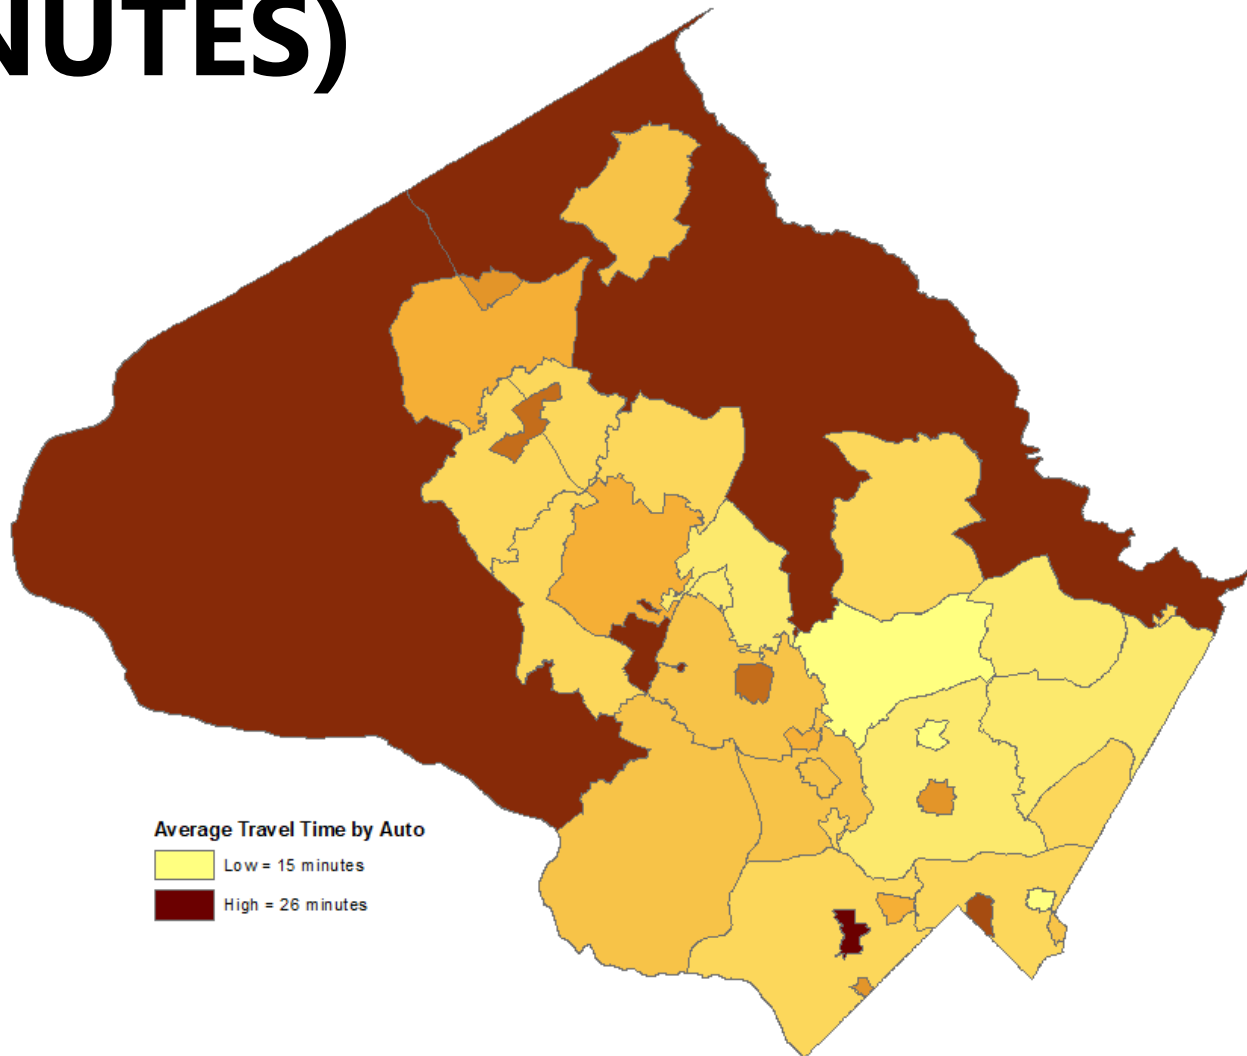 NUTES)
Average Travel Time by Auto
Low = 15 minutes
High = 26 minutes